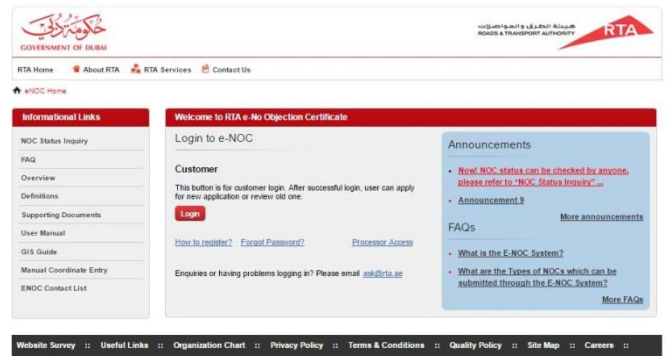 حكومة دبي
GOVERNMENT OF DUBAI
هيئة الطرق والمواصلات
ROADS & TRANSPORT AUTHORITY
RTA
RTA Home About RTA RTA Services Contact Us
eNOC Home
Informational Links
NOC Status Inquiry
FAQ
Overview
Definitions
Supporting Documents
User Manual
GIS Guide
Manual Coordinate Entry
ENOC Contact List
Welcome to RTA e-No Objection Certificate
Login to e-NOC
Customer
This button is for customer login. After successful login, user can apply
for new application or review old one.
Login
How to register? Forgot Password? Processor Access
Enquiries or having problems logging in? Please email ask@rta.ae
Announcements
• Now! NOC status can be checked by anyone,
please refer to "NOC Status Inquiry" ...
• Announcement 9
More announcements
FAQs
• What is the E-NOC System?
• What are the Types of NOCs which can be
submitted through the E-NOC System?
More FAQs
Website Survey :: Useful Links :: Organization Chart :: Privacy Policy :: Terms & Conditions :: Quality Policy :: Site Map :: Careers ::